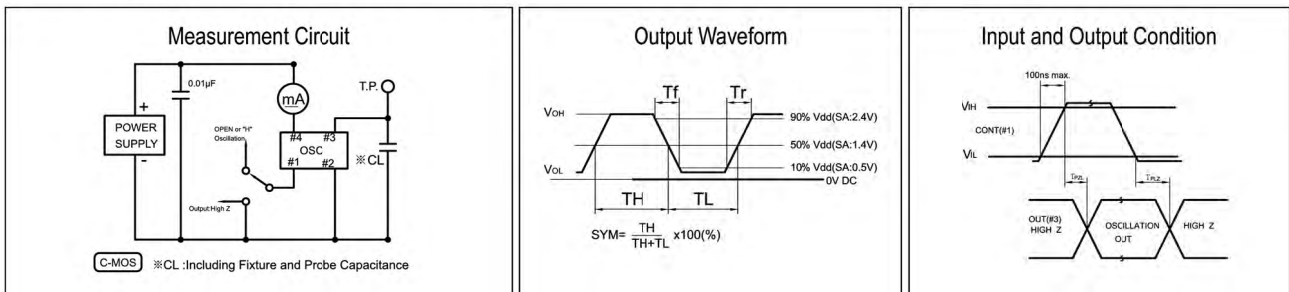 Measurement Circuit
0.01µF
T.P.
mA
+
POWER
SUPPLY
-
OPEN or "H"
Oscillation
#4 #3
OSC
#1 #2
※CL
Output:High Z
C-MOS ※CL :Including Fixture and Probe Capacitance
Output Waveform
Tf Tr
VOH
90% Vdd(SA:2.4V)
50% Vdd(SA:1.4V)
VOL
10% Vdd(SA:0.5V)
0V DC
TH TL
SYM= TH x100(%)
TH+TL
Input and Output Condition
100ns max.
VIH
CONT(#1)
VIL
TPZL TPLZ
OUT(#3)
HIGH Z
OSCILLATION
OUT
HIGH Z